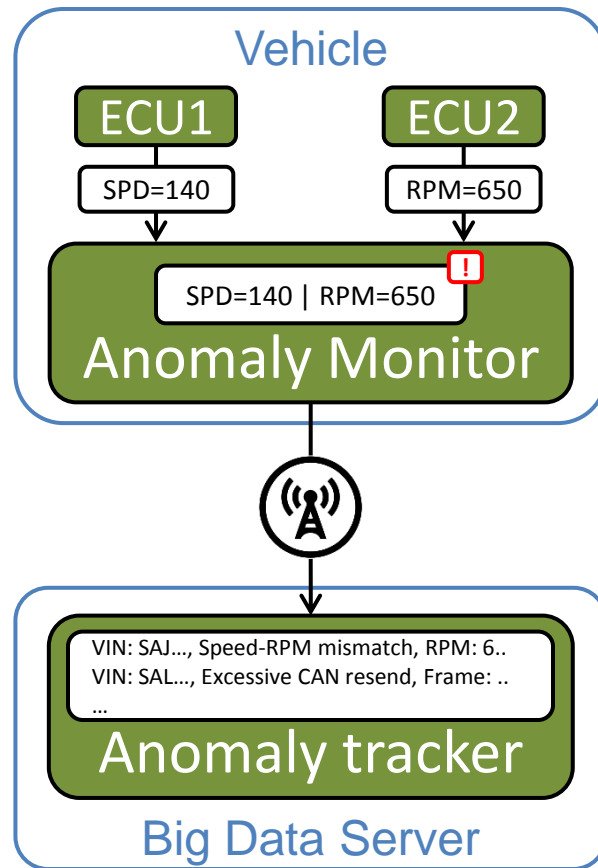 Vehicle
ECU1
ECU2
SPD=140
RPM=650
!
SPD=140 | RPM=650
Anomaly Monitor
VIN: SAJ..., Speed-RPM mismatch, RPM: 6..
VIN: SAL..., Excessive CAN resend, Frame: ..
...
Anomaly tracker
Big Data Server